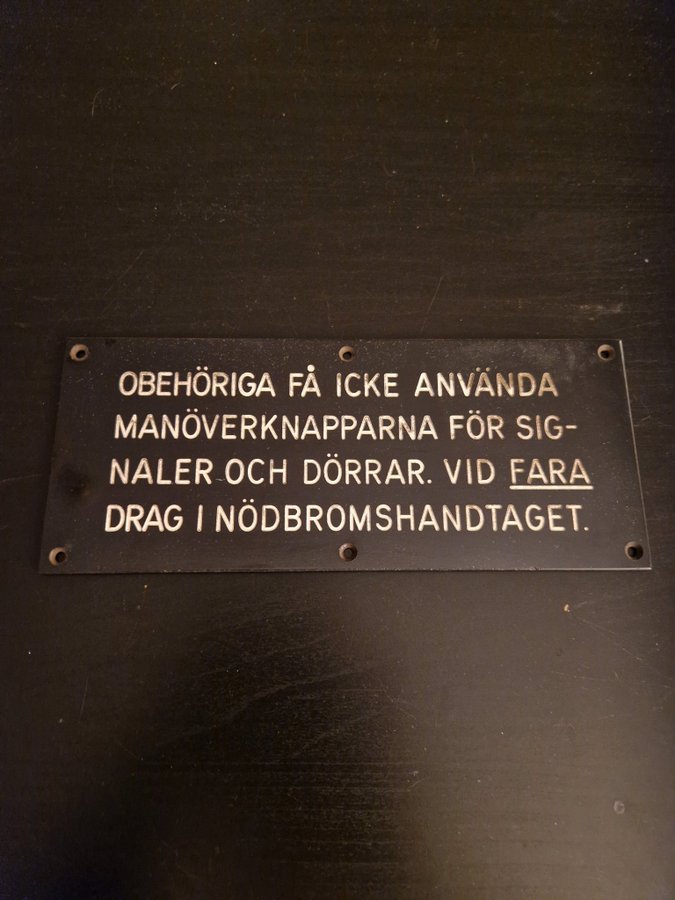 OBEHÖRIGA FÅ ICKE ANVÄNDA
MANÖVERKNAPPARNA FÖR SIG-
NALER OCH DÖRRAR. VID FARA
DRAG I NÖDBROMSHANDTAGET.